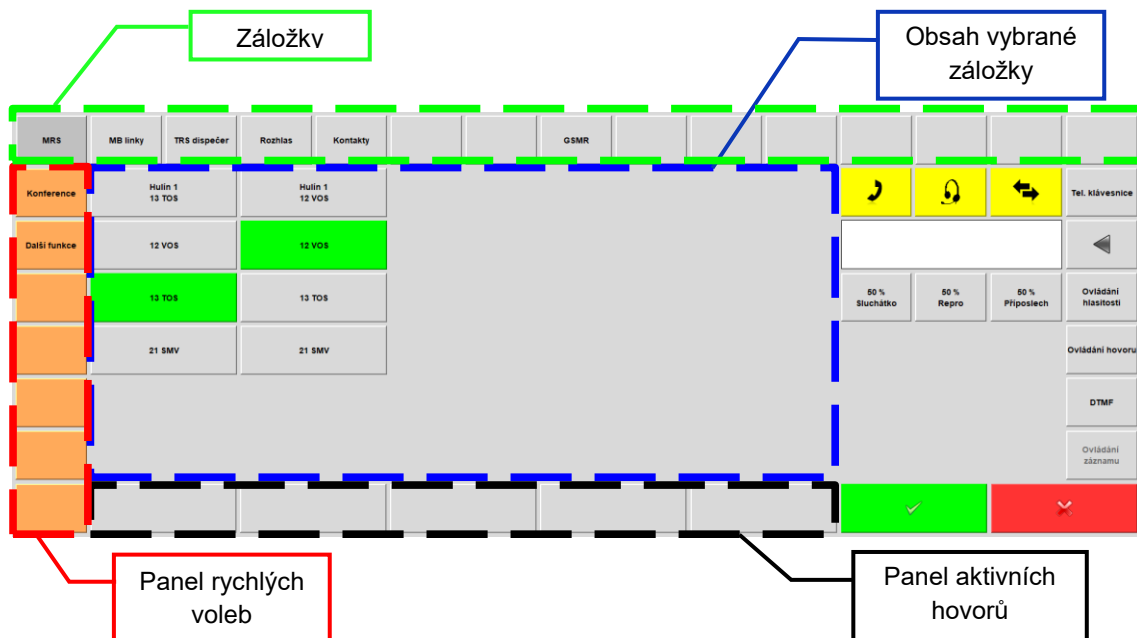 Záložky
Obsah vybrané
záložky
MRS
MB linky
TRS dispečer
Rozhlas
Kontakty
GSMR
Konference
Hulín 1
13 TOS
Hulín 1
12 VOS
Tel. klávesnice
Další funkce
12 VOS
12 VOS
13 TOS
13 TOS
50 %
Sluchátko
50 %
Repro
50 %
Příposlech
Ovládání
hlasitosti
21 SMV
21 SMV
Ovládání hovoru
DTMF
Ovládání
záznamu
Panel rychlých
voleb
Panel aktivních
hovorů